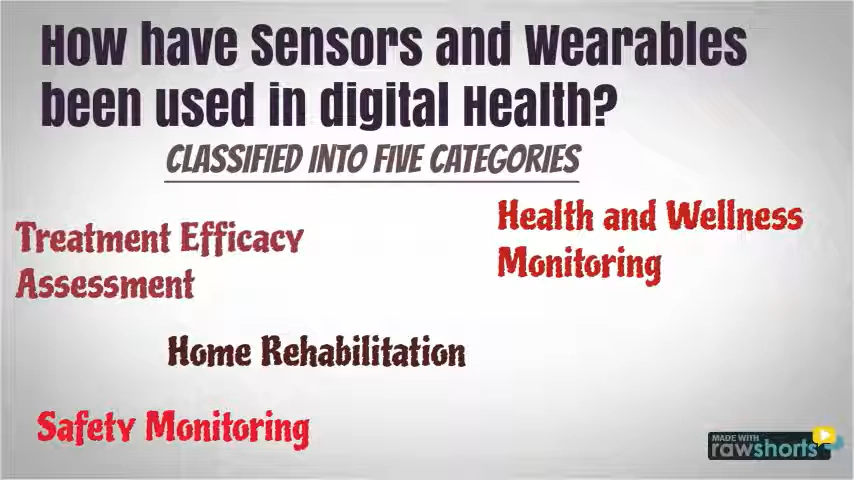 How have Sensors and Wearables
been used in digital Health?
CLASSIFIED INTO FIVE CATEGORIES
Health and Wellness
Monitoring
Treatment Efficacy
Assessment
Home Rehabilitation
Safety Monitoring
MADE WITH
rawshorts